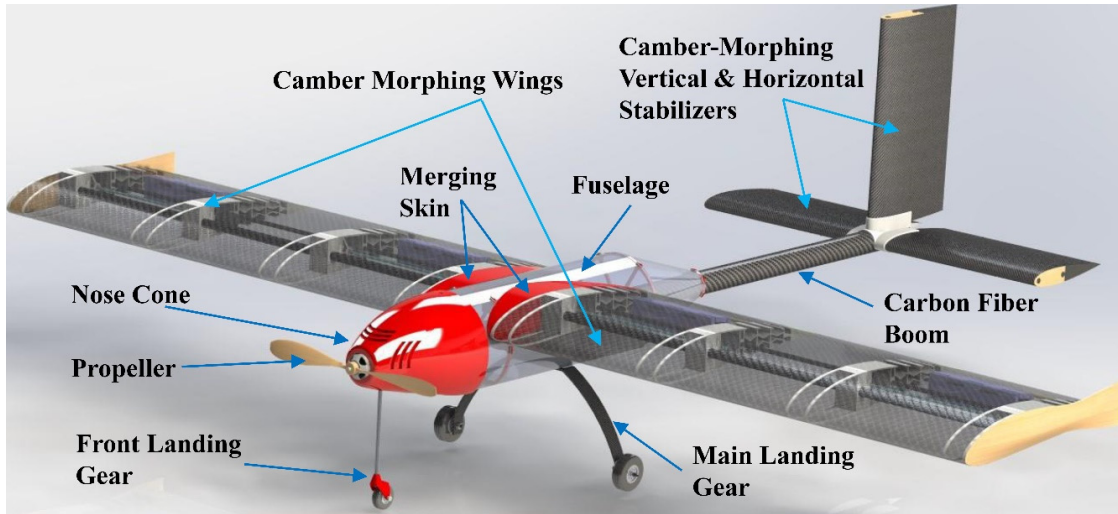 Camber-Morphing
Vertical & Horizontal
Stabilizers
Camber Morphing Wings
Merging
Skin
Fuselage
Nose Cone
Carbon Fiber
Boom
Propeller
Front Landing
Gear
Main Landing
Gear